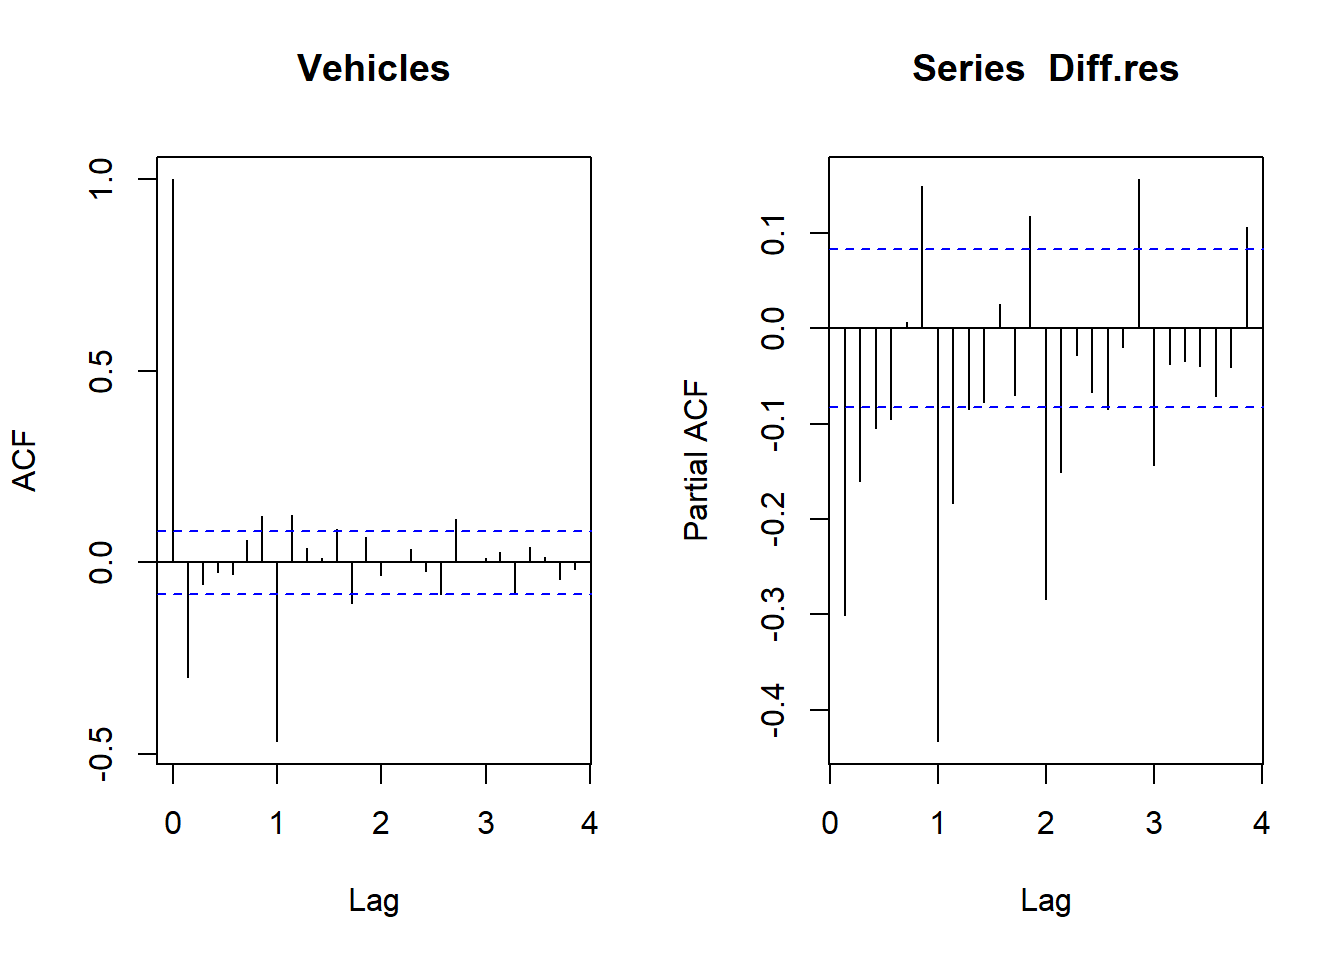 Vehicles
ACF
1.0
0.5
0.0
-0.5
0 1 2 3 4
Lag
Series Diff.res
Partial ACF
0.1
0.0
-0.1
-0.2
-0.3
-0.4
0 1 2 3 4
Lag